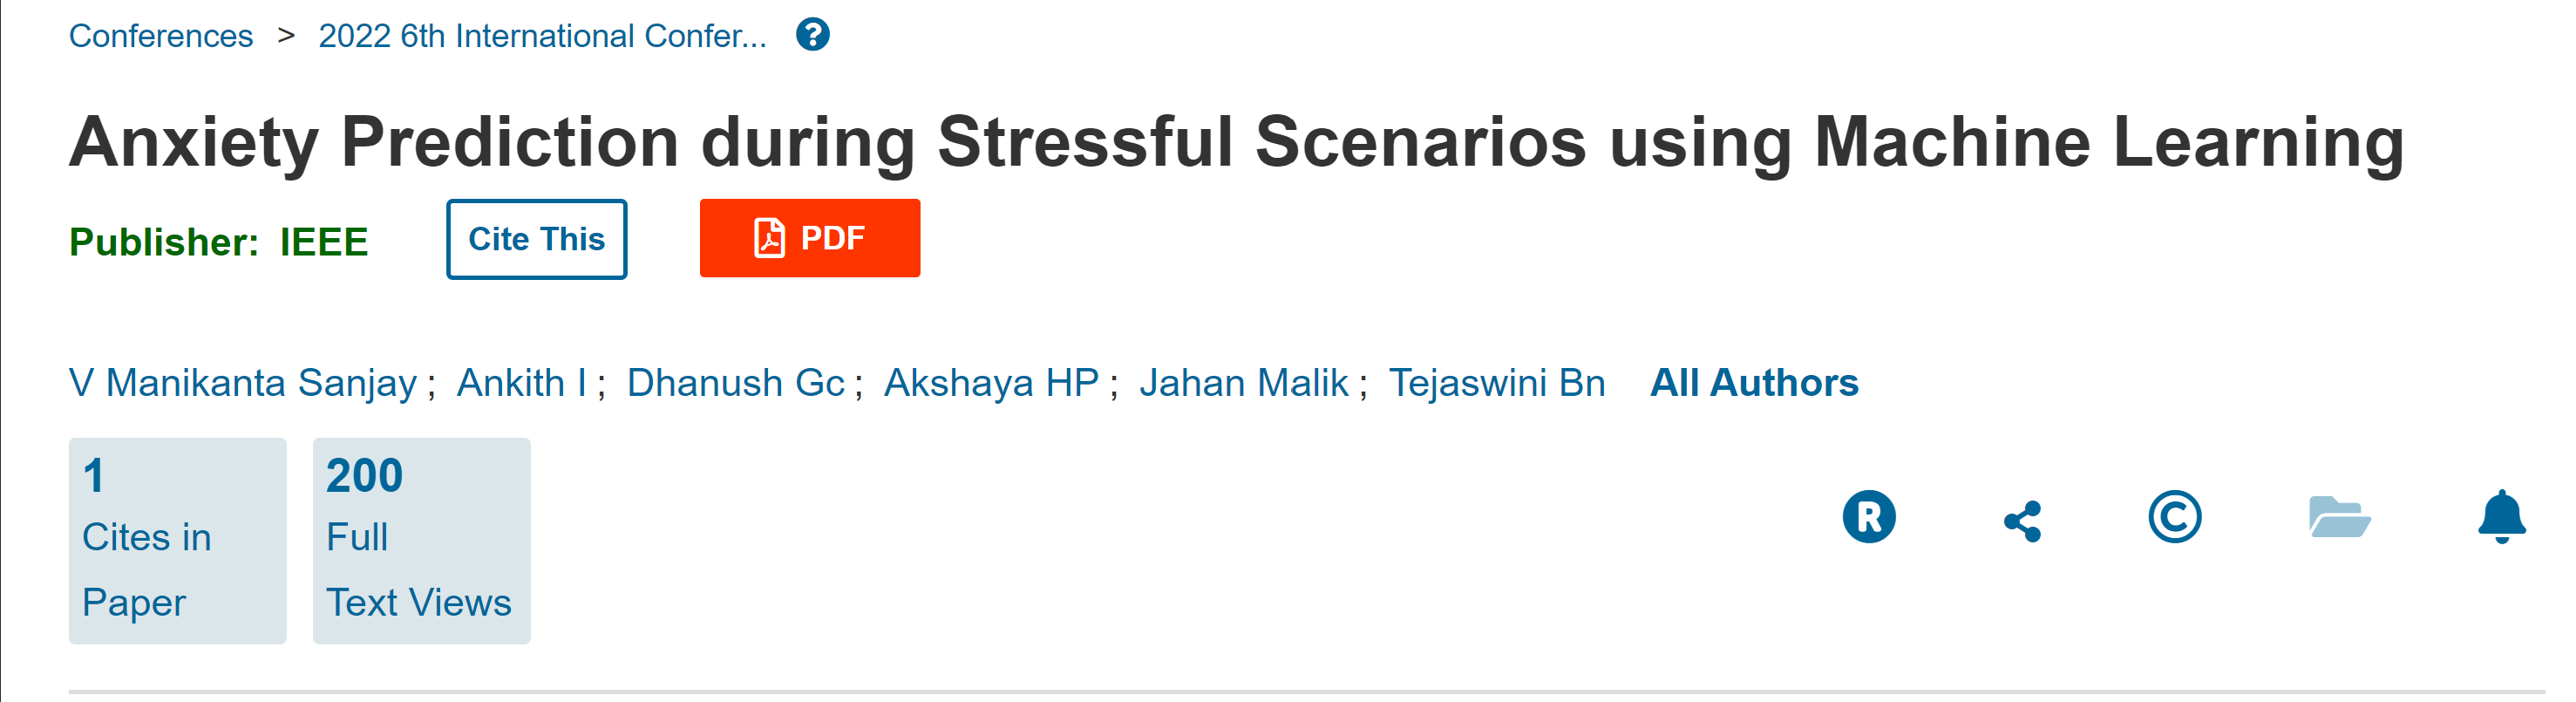 Conferences > 2022 6th International Confer... ?
Anxiety Prediction during Stressful Scenarios using Machine Learning
Publisher: IEEE Cite This PDF
V Manikanta Sanjay ; Ankith I ; Dhanush Gc ; Akshaya HP ; Jahan Malik ; Tejaswini Bn All Authors
1
Cites in
Paper
200
Full
Text Views
R ©